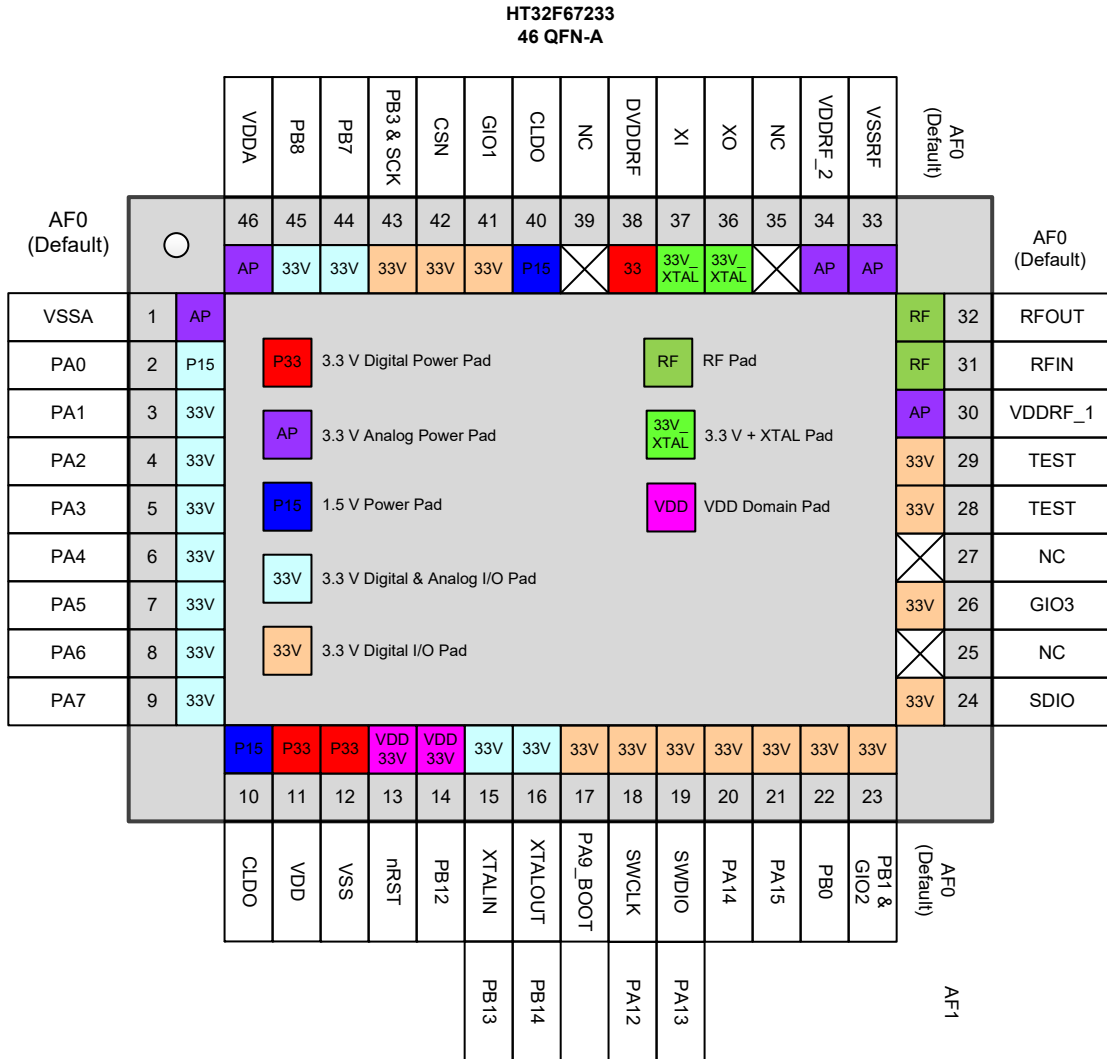 HT32F67233
46 QFN-A
VDDA PB8 PB7 PB3 & SCK CSN GIO1 CLDO NC DVDDRF XI XO NC VDDRF_2 VSSRF AF0 (Default)
AF0 (Default)
46 45 44 43 42 41 40 39 38 37 36 35 34 33
AF0 (Default)
AP 33V 33V 33V 33V 33V P15 33 33V_XTAL 33V_XTAL AP AP
VSSA 1 AP
RF 32 RFOUT
PA0 2 P15
P33 3.3 V Digital Power Pad
RF RF Pad
RF 31 RFIN
PA1 3 33V
AP 30 VDDRF_1
PA2 4 33V
AP 3.3 V Analog Power Pad
33V_XTAL 3.3 V + XTAL Pad
33V 29 TEST
PA3 5 33V
P15 1.5 V Power Pad
VDD VDD Domain Pad
33V 28 TEST
PA4 6 33V
27 NC
33V 3.3 V Digital & Analog I/O Pad
PA5 7 33V
33V 26 GIO3
PA6 8 33V
33V 3.3 V Digital I/O Pad
25 NC
PA7 9 33V
33V 24 SDIO
P15 P33 P33 VDD 33V VDD 33V 33V 33V 33V 33V 33V 33V 33V 33V 33V
10 11 12 13 14 15 16 17 18 19 20 21 22 23
CLDO VDD VSS nRST PB12 XTALIN XTALOUT PA9_BOOT SWCLK SWDIO PA14 PA15 PB0 PB1 & GIO2 AF0 (Default)
PB13 PB14 PA12 PA13 AF1